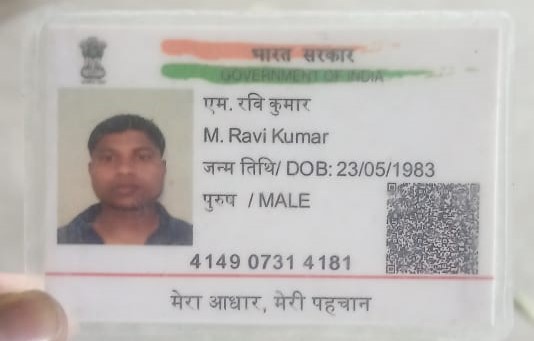 भारत सरकार
GOVERNMENT OF INDIA
एम. रवि कुमार
M. Ravi Kumar
जन्म तिथि/ DOB: 23/05/1983
पुरुष / MALE
4149 0731 4181
मेरा आधार, मेरी पहचान